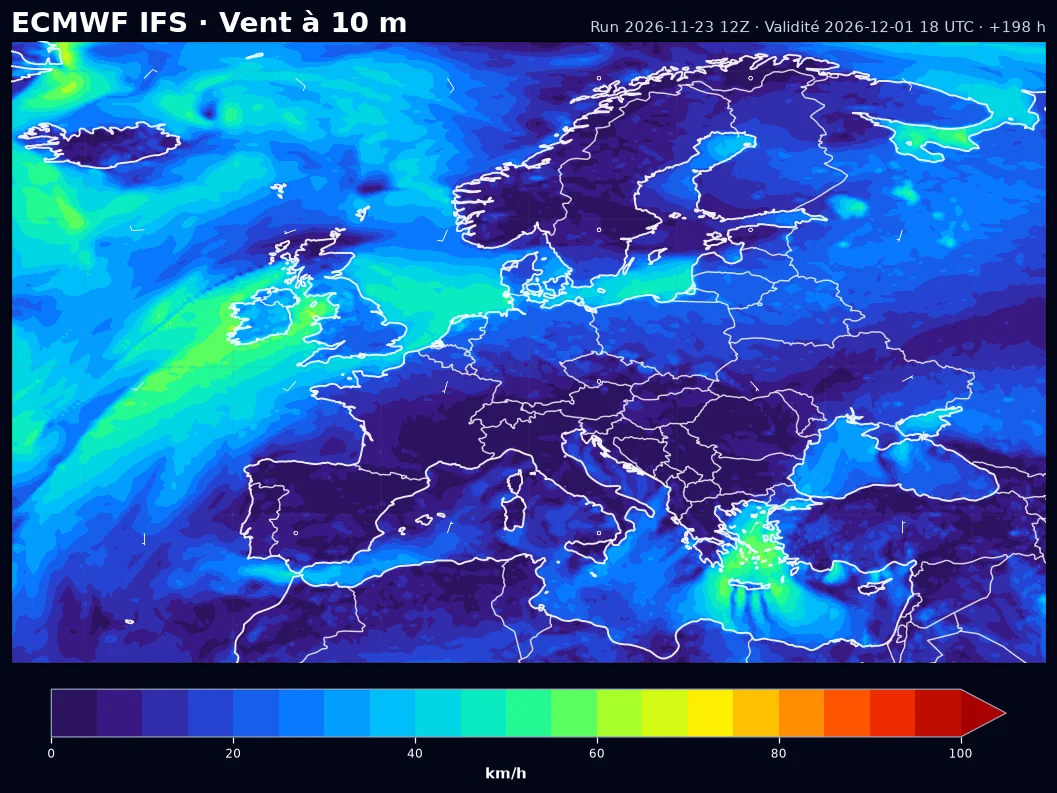 ECMWF IFS · Vent à 10 m
Run 2026-11-23 12Z · Validité 2026-12-01 18 UTC · +198 h
0 20 40 60 80 100
km/h